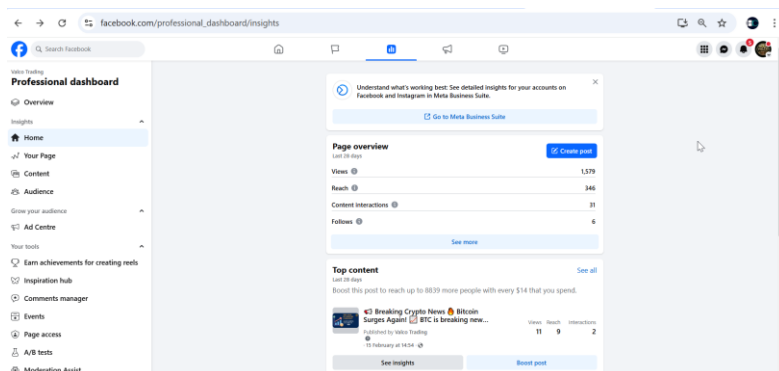 facebook.com/professional_dashboard/insights
Search Facebook
Valce Trading
Professional dashboard
Overview
Insights
Home
Your Page
Content
Audience
Grow your audience
Ad Centre
Your tools
Earn achievements for creating reels
Inspiration hub
Comments manager
Events
Page access
A/B tests
Moderation Assist
Understand what's working best: See detailed insights for your accounts on
Facebook and Instagram in Meta Business Suite.
Go to Meta Business Suite
Page overview
Last 28 days
Create post
Views 1,579
Reach 346
Content interactions 31
Follows 6
See more
Top content
See all
Last 28 days
Boost this post to reach up to 8839 more people with every $14 that you spend.
Breaking Crypto News 🔥 Bitcoin
Surges Again! 📈 BTC is breaking new...
Published by Valce Trading
· 15 February at 14:54 ·
Views Reach Interactions
11 9 2
See insights
Boost post